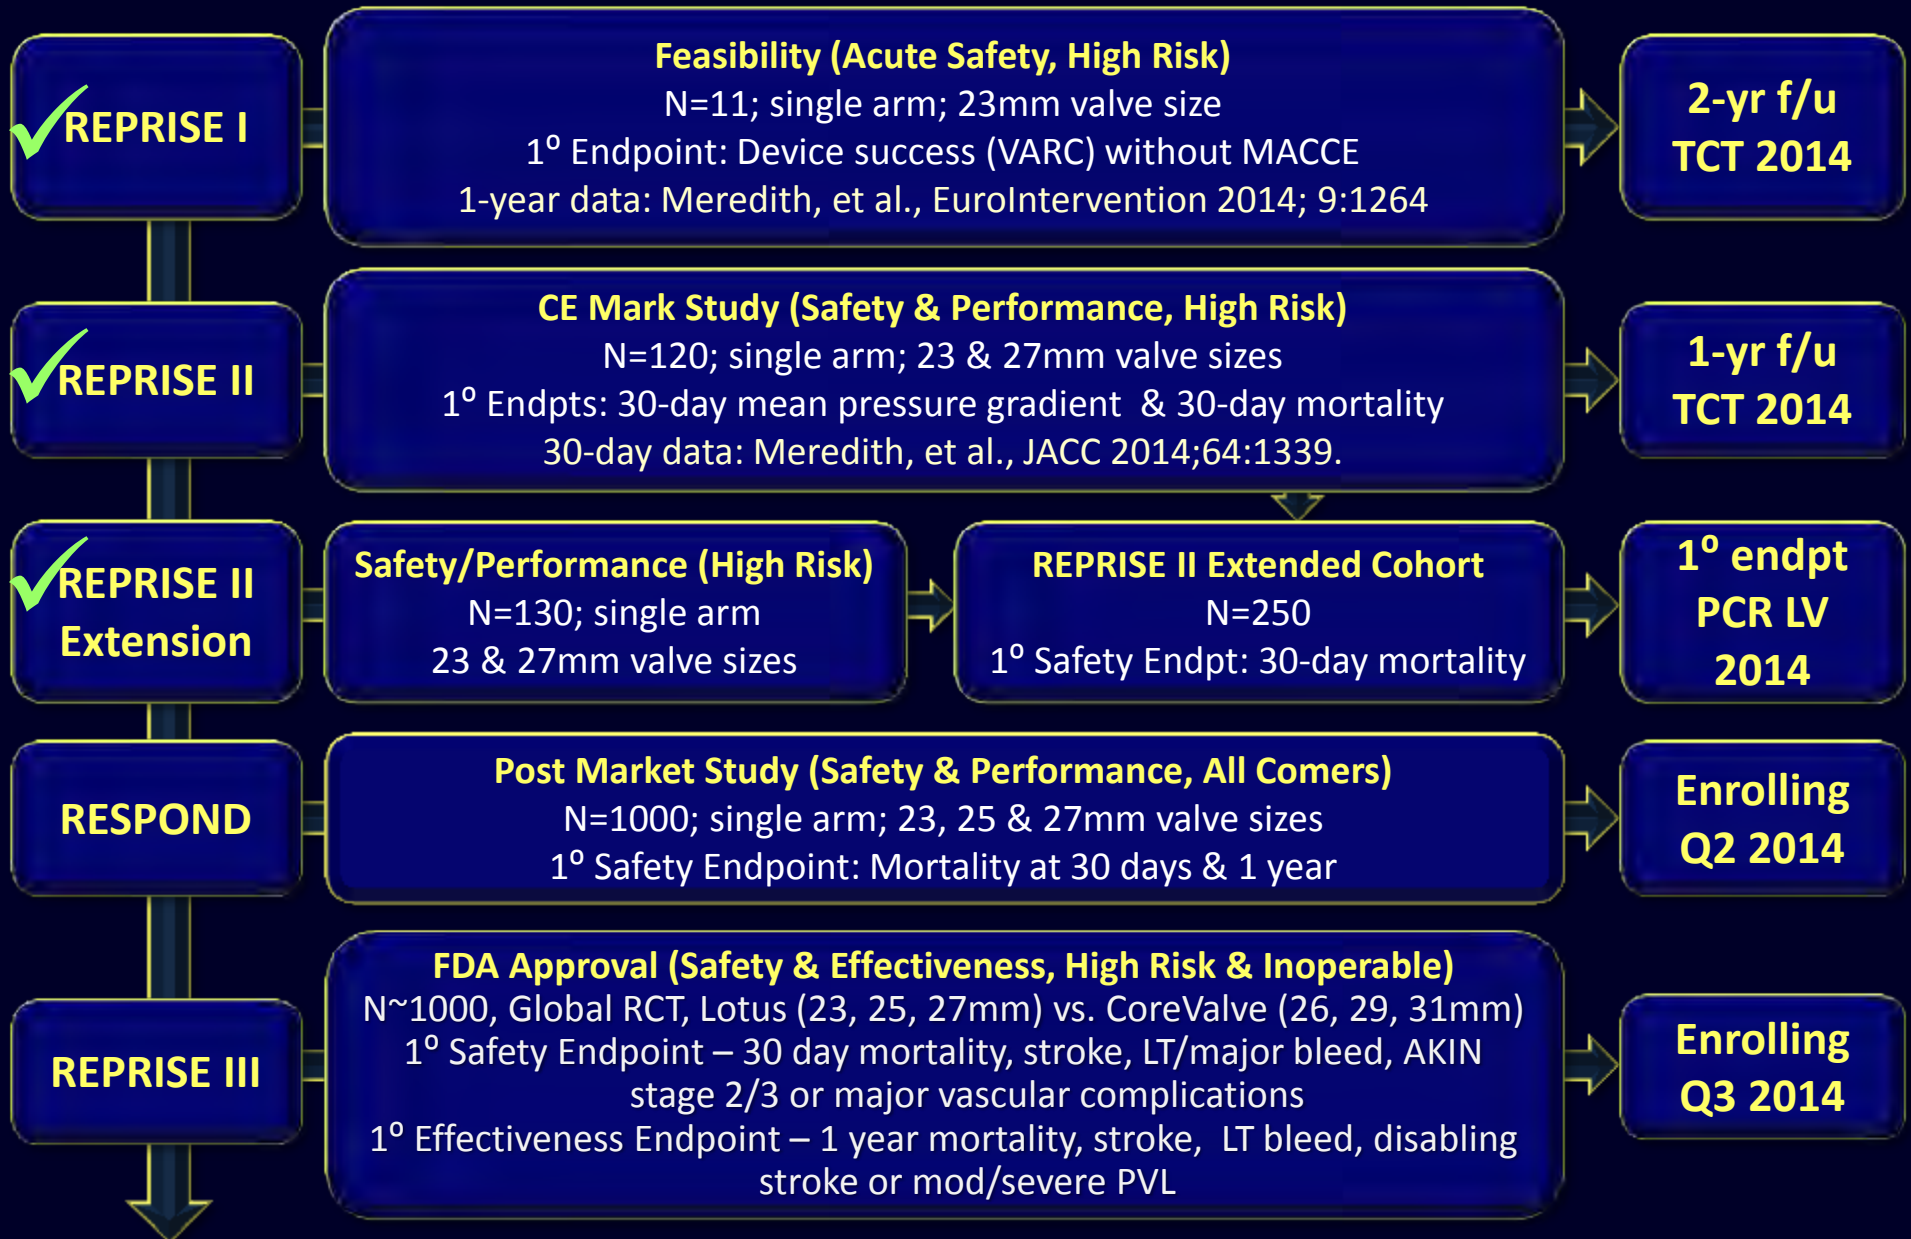 REPRISE I
Feasibility (Acute Safety, High Risk)
N=11; single arm; 23mm valve size
1º Endpoint: Device success (VARC) without MACCE
1-year data: Meredith, et al., EuroIntervention 2014; 9:1264
2-yr f/u
TCT 2014
REPRISE II
CE Mark Study (Safety & Performance, High Risk)
N=120; single arm; 23 & 27mm valve sizes
1º Endpts: 30-day mean pressure gradient & 30-day mortality
30-day data: Meredith, et al., JACC 2014;64:1339.
1-yr f/u
TCT 2014
REPRISE II
Extension
Safety/Performance (High Risk)
N=130; single arm
23 & 27mm valve sizes
REPRISE II Extended Cohort
N=250
1º Safety Endpt: 30-day mortality
1º endpt
PCR LV
2014
RESPOND
Post Market Study (Safety & Performance, All Comers)
N=1000; single arm; 23, 25 & 27mm valve sizes
1º Safety Endpoint: Mortality at 30 days & 1 year
Enrolling
Q2 2014
REPRISE III
FDA Approval (Safety & Effectiveness, High Risk & Inoperable)
N~1000, Global RCT, Lotus (23, 25, 27mm) vs. CoreValve (26, 29, 31mm)
1º Safety Endpoint – 30 day mortality, stroke, LT/major bleed, AKIN
stage 2/3 or major vascular complications
1º Effectiveness Endpoint – 1 year mortality, stroke, LT bleed, disabling
stroke or mod/severe PVL
Enrolling
Q3 2014